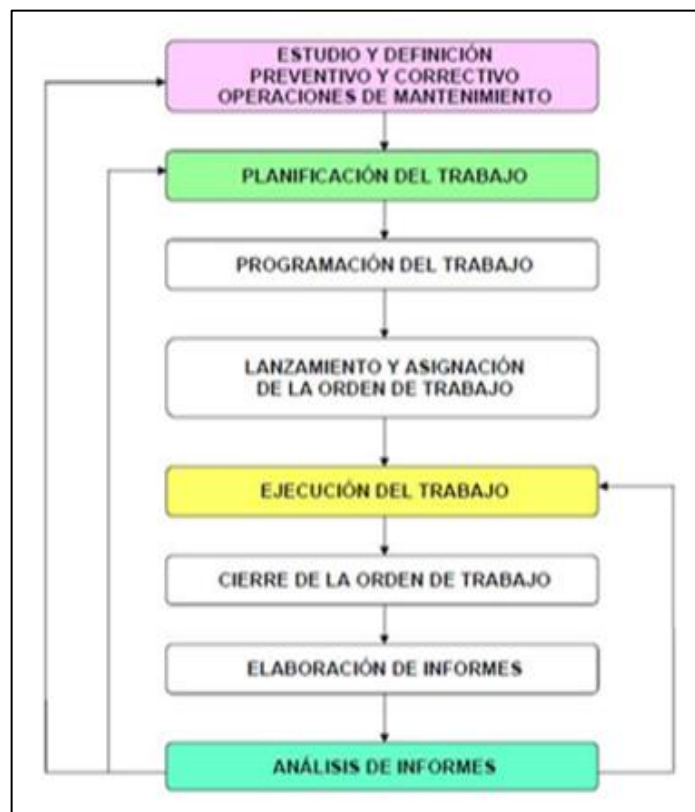 ESTUDIO Y DEFINICIÓN
PREVENTIVO Y CORRECTIVO
OPERACIONES DE MANTENIMIENTO
PLANIFICACIÓN DEL TRABAJO
PROGRAMACIÓN DEL TRABAJO
LANZAMIENTO Y ASIGNACIÓN
DE LA ORDEN DE TRABAJO
EJECUCIÓN DEL TRABAJO
CIERRE DE LA ORDEN DE TRABAJO
ELABORACIÓN DE INFORMES
ANÁLISIS DE INFORMES